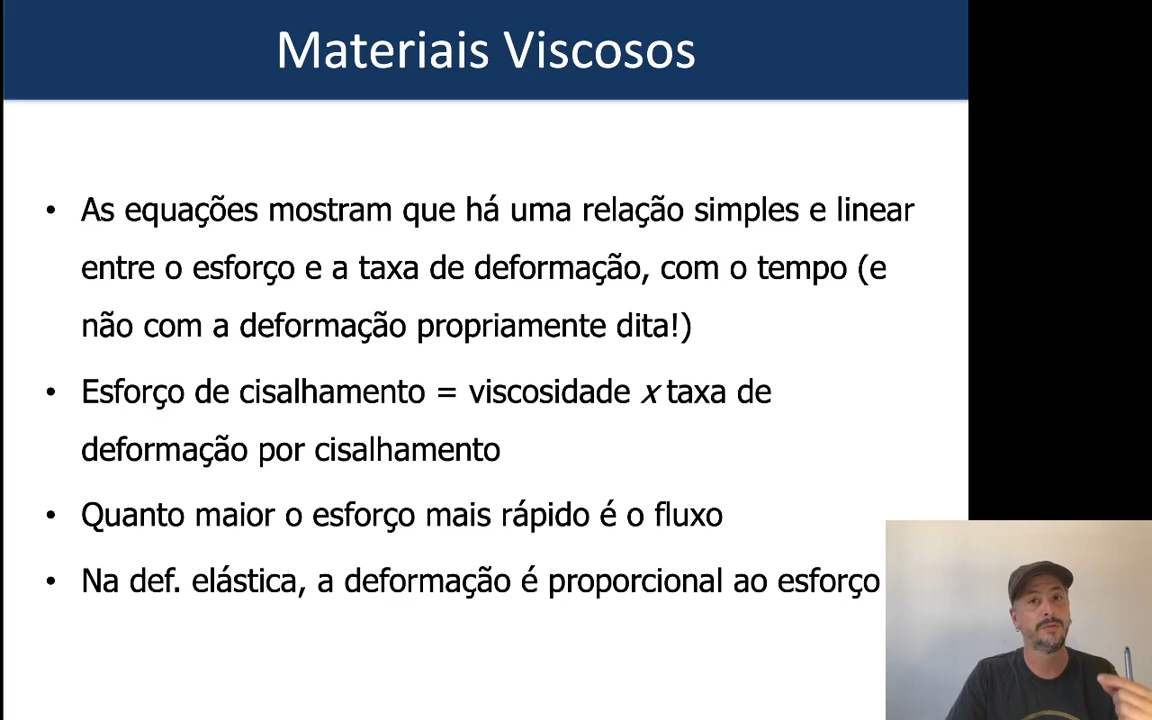 Materiais Viscosos
• As equações mostram que há uma relação simples e linear
entre o esforço e a taxa de deformação, com o tempo (e
não com a deformação propriamente dita!)
• Esforço de cisalhamento = viscosidade x taxa de
deformação por cisalhamento
• Quanto maior o esforço mais rápido é o fluxo
• Na def. elástica, a deformação é proporcional ao esforço